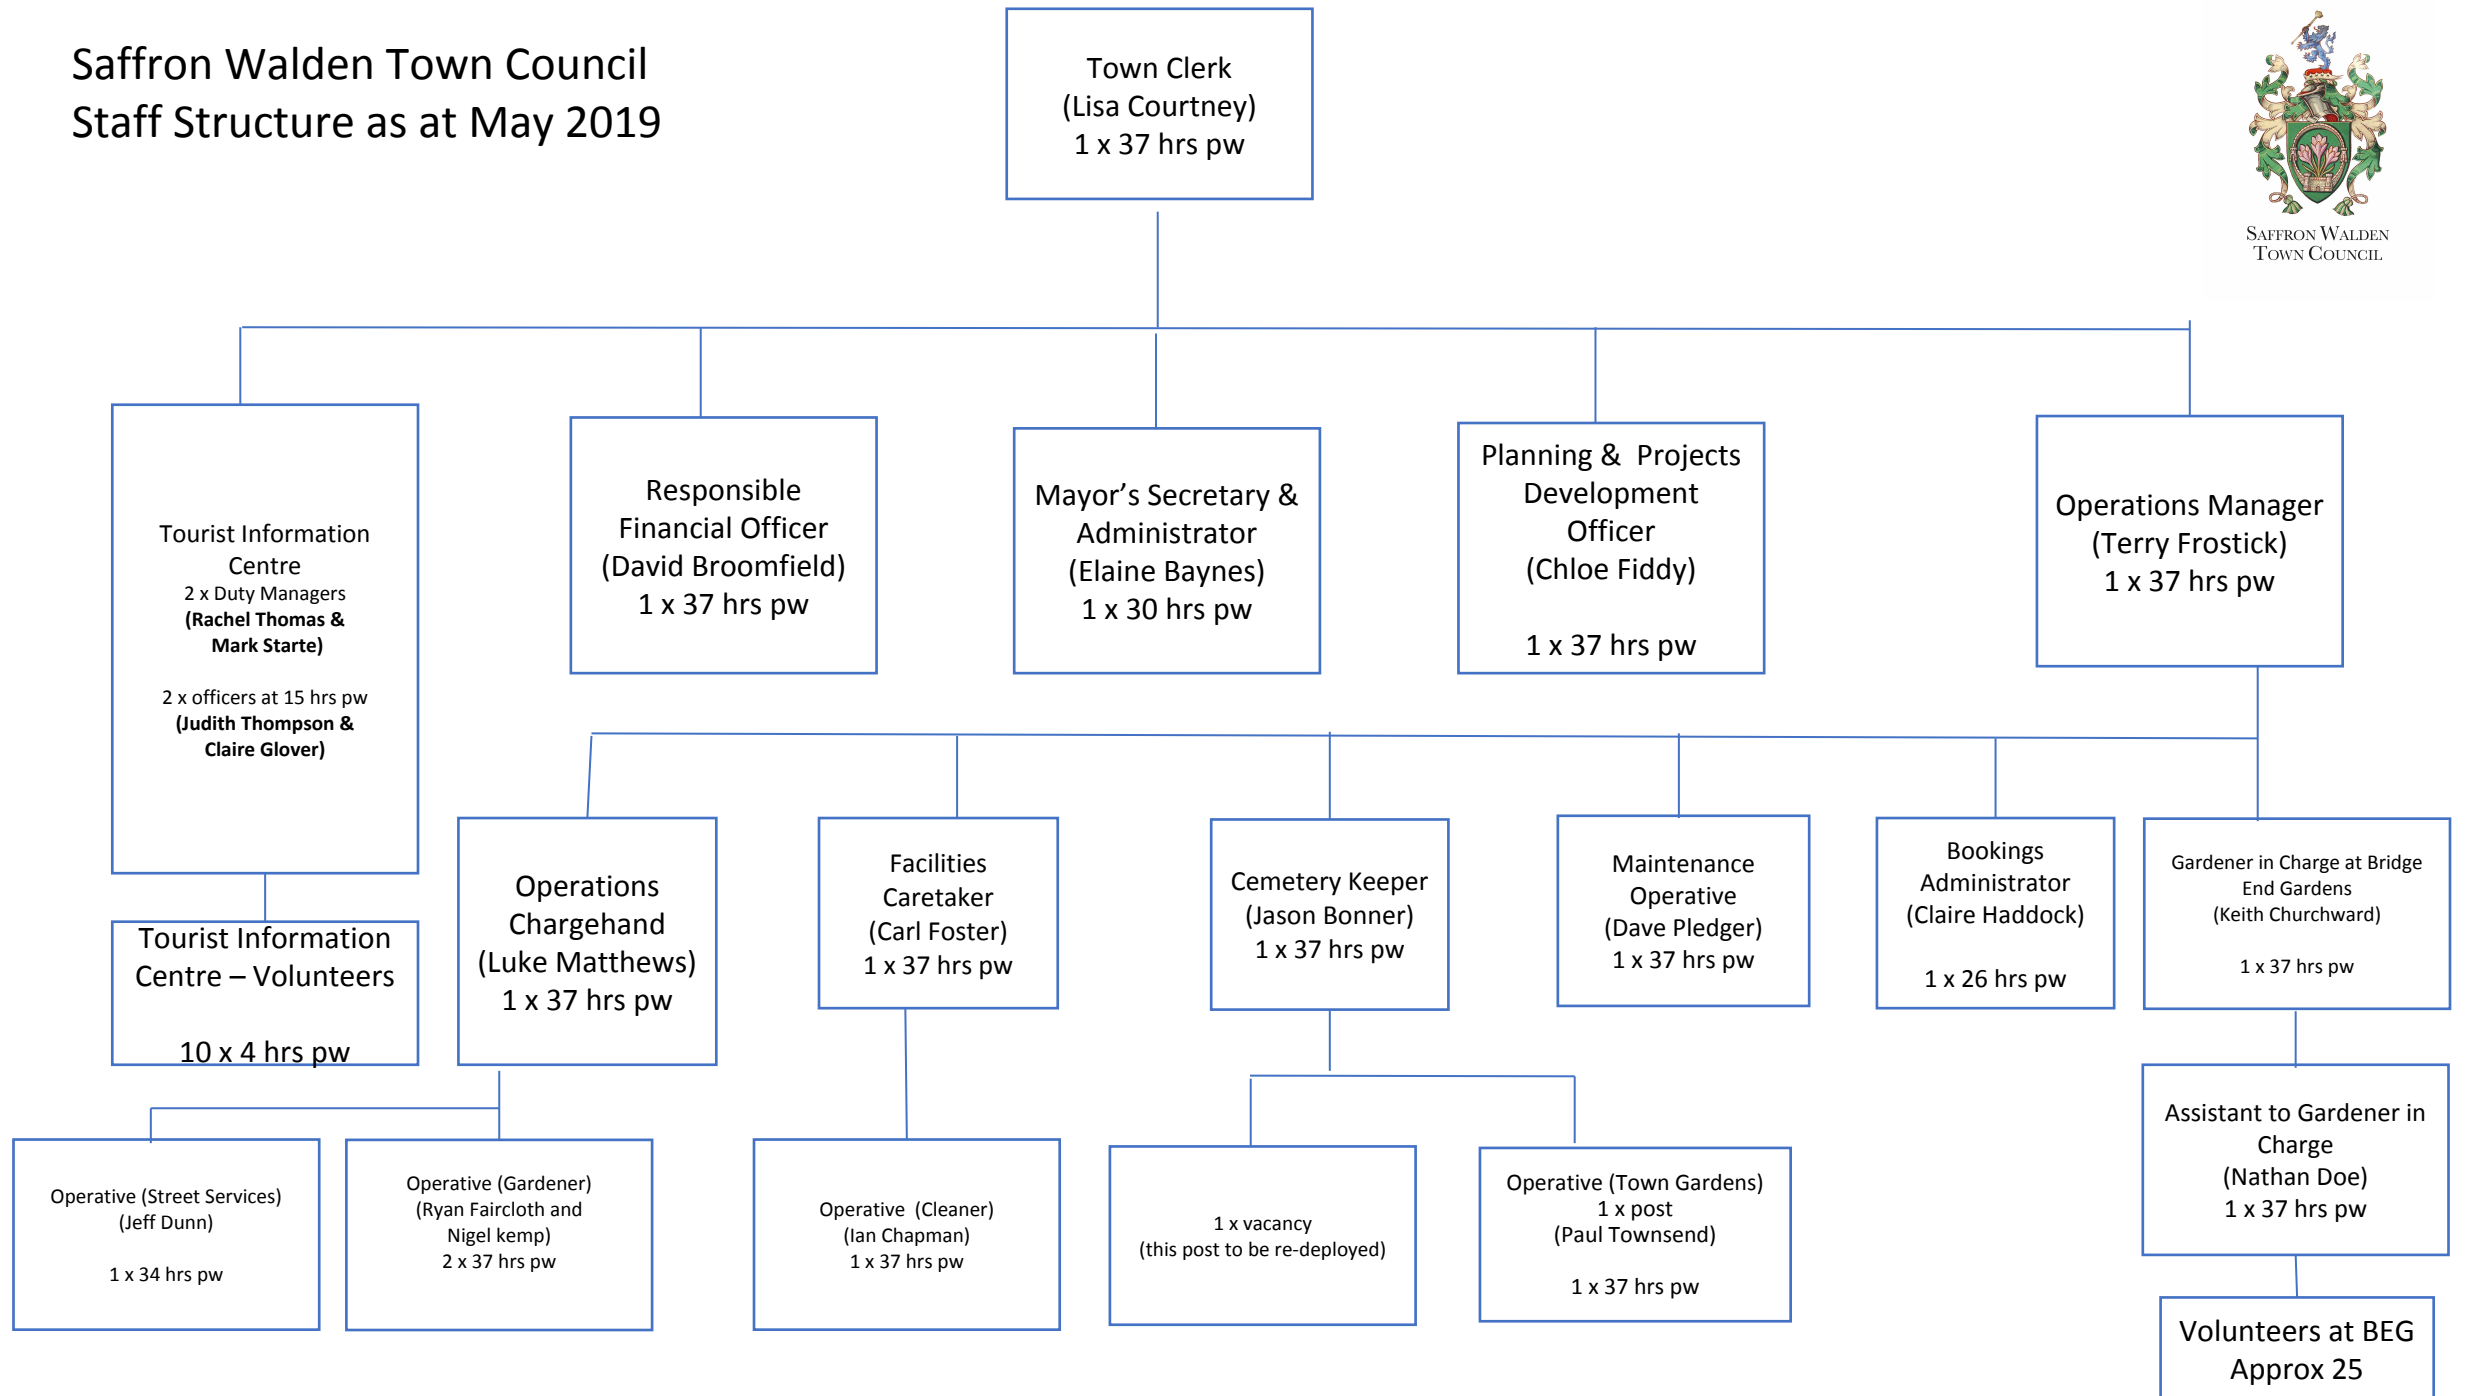 Saffron Walden Town Council
Staff Structure as at May 2019
Town Clerk
(Lisa Courtney)
1 x 37 hrs pw
SAFFRON WALDEN
TOWN COUNCIL
Tourist Information
Centre
2 x Duty Managers
(Rachel Thomas &
Mark Starte)
2 x officers at 15 hrs pw
(Judith Thompson &
Claire Glover)
Responsible
Financial Officer
(David Broomfield)
1 x 37 hrs pw
Mayor’s Secretary &
Administrator
(Elaine Baynes)
1 x 30 hrs pw
Planning & Projects
Development
Officer
(Chloe Fiddy)
1 x 37 hrs pw
Operations Manager
(Terry Frostick)
1 x 37 hrs pw
Tourist Information
Centre – Volunteers
10 x 4 hrs pw
Operations
Chargehand
(Luke Matthews)
1 x 37 hrs pw
Facilities
Caretaker
(Carl Foster)
1 x 37 hrs pw
Cemetery Keeper
(Jason Bonner)
1 x 37 hrs pw
Maintenance
Operative
(Dave Pledger)
1 x 37 hrs pw
Bookings
Administrator
(Claire Haddock)
1 x 26 hrs pw
Gardener in Charge at Bridge
End Gardens
(Keith Churchward)
1 x 37 hrs pw
Operative (Street Services)
(Jeff Dunn)
1 x 34 hrs pw
Operative (Gardener)
(Ryan Faircloth and
Nigel kemp)
2 x 37 hrs pw
Operative (Cleaner)
(Ian Chapman)
1 x 37 hrs pw
1 x vacancy
(this post to be re-deployed)
Operative (Town Gardens)
1 x post
(Paul Townsend)
1 x 37 hrs pw
Assistant to Gardener in
Charge
(Nathan Doe)
1 x 37 hrs pw
Volunteers at BEG
Approx 25